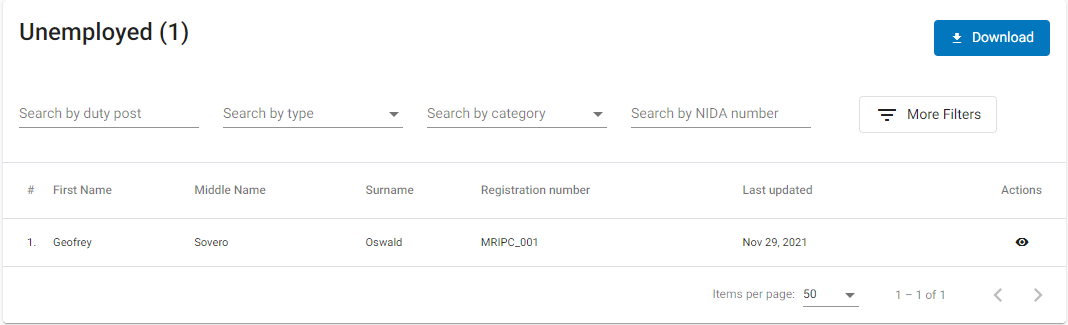 Unemployed (1)
Download
Search by duty post Search by type Search by category Search by NIDA number More Filters
# First Name Middle Name Surname Registration number Last updated Actions
1. Geofrey Sovero Oswald MRIPC_001 Nov 29, 2021
Items per page: 50 1 – 1 of 1